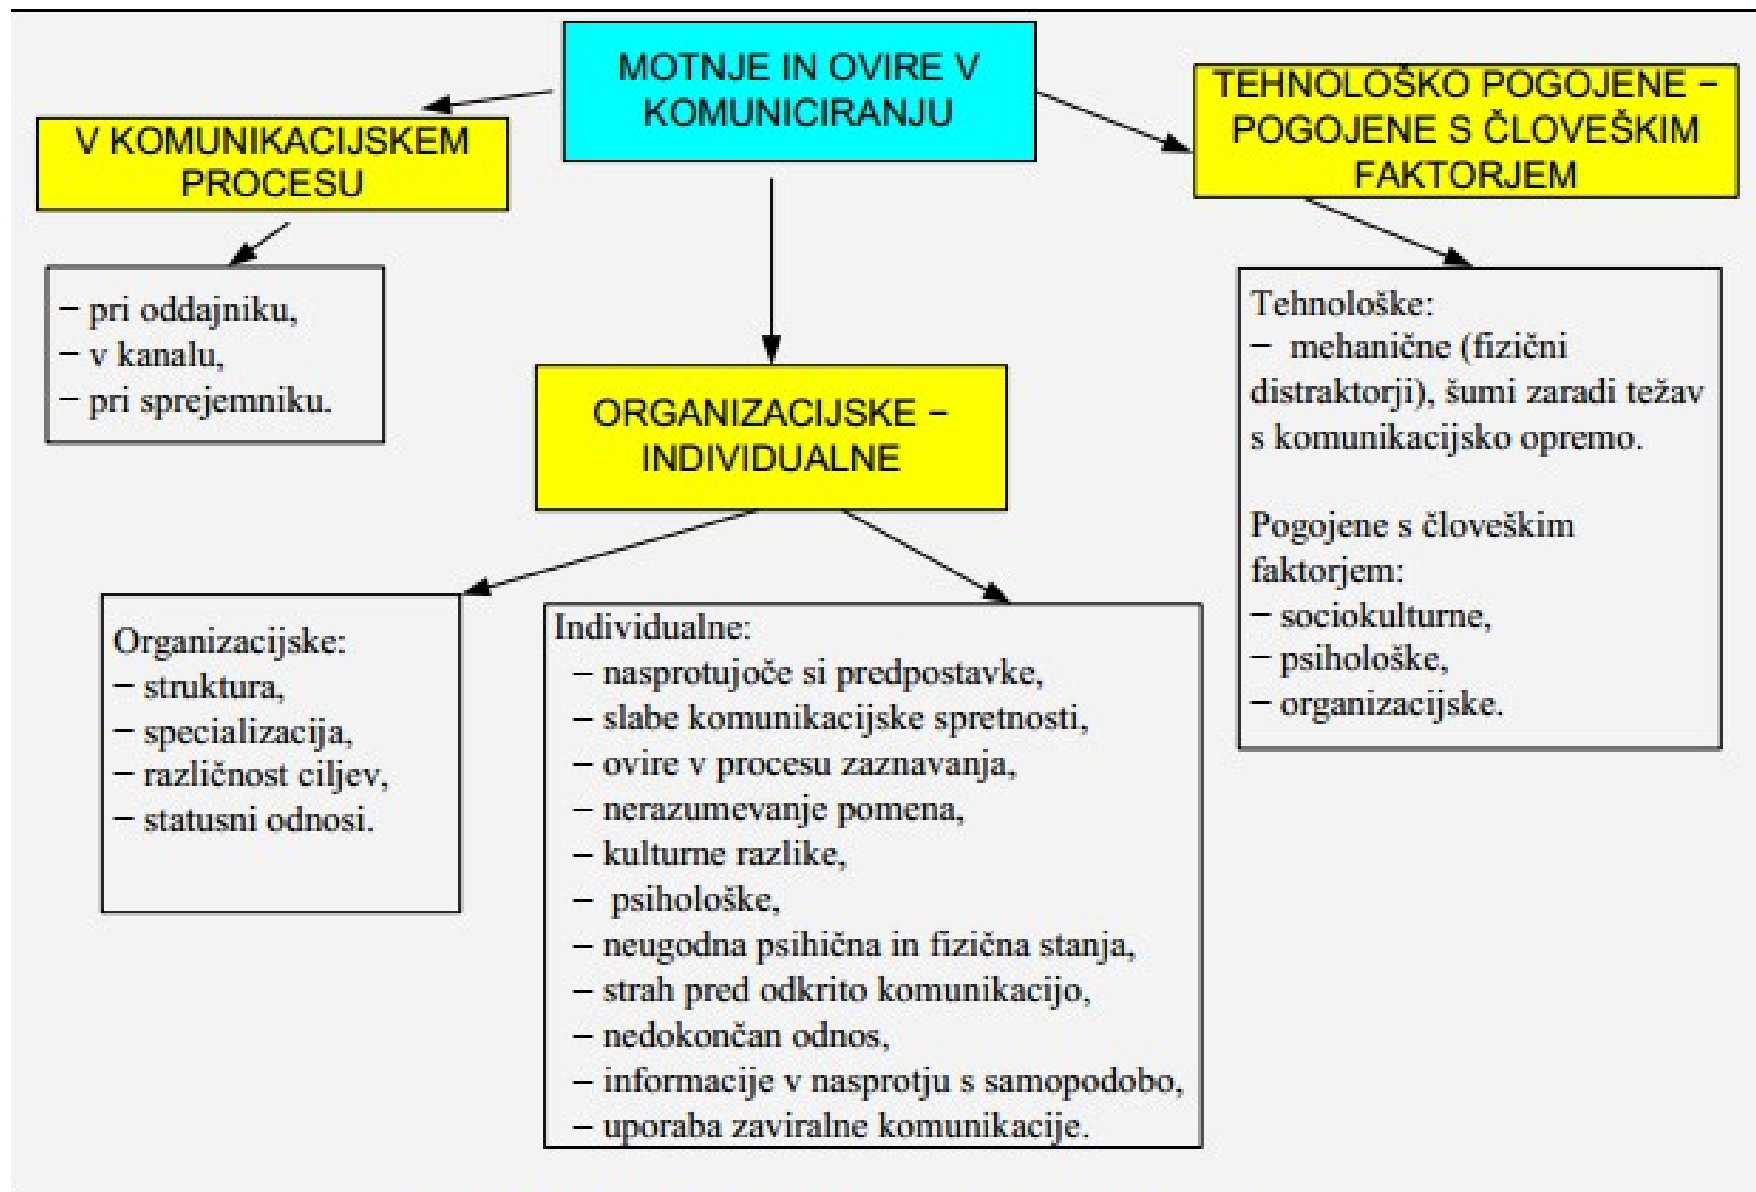 MOTNJE IN OVIRE V
KOMUNICIRANJU
V KOMUNIKACIJSKEM
PROCESU
– pri oddajniku,
– v kanalu,
– pri sprejemniku.
ORGANIZACIJSKE –
INDIVIDUALNE
Organizacijske:
– struktura,
– specializacija,
– različnost ciljev,
– statusni odnosi.
Individualne:
– nasprotujoče si predpostavke,
– slabe komunikacijske spretnosti,
– ovire v procesu zaznavanja,
– nerazumevanje pomena,
– kulturne razlike,
– psihološke,
– neugodna psihična in fizična stanja,
– strah pred odkrito komunikacijo,
– nedokončan odnos,
– informacije v nasprotju s samopodobo,
– uporaba zaviralne komunikacije.
TEHNOLOŠKO POGOJENE –
POGOJENE S ČLOVEŠKIM
FAKTORJEM
Tehnološke:
– mehanične (fizični
distraktorji), šumi zaradi težav
s komunikacijsko opremo.
Pogojene s človeškim
faktorjem:
– sociokulturne,
– psihološke,
– organizacijske.